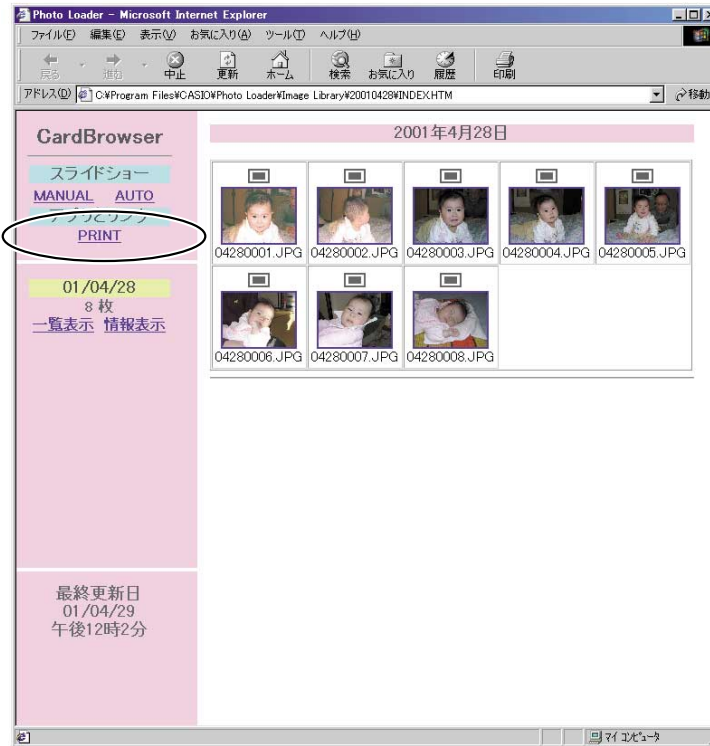 Photo Loader - Microsoft Internet Explorer
ファイル(F) 編集(E) 表示(V) お気に入り(A) ツール(T) ヘルプ(H)
戻る 進む 中止 更新 ホーム 検索 お気に入り 履歴 印刷
アドレス(D) C:¥Program Files¥CASIO¥Photo Loader¥Image Library¥20010428¥INDEX.HTM 移動
CardBrowser
スライドショー
MANUAL AUTO
PRINT
01/04/28
8 枚
一覧表示 情報表示
最終更新日
01/04/29
午後12時2分
2001年4月28日
04280001.JPG 04280002.JPG 04280003.JPG 04280004.JPG 04280005.JPG
04280006.JPG 04280007.JPG 04280008.JPG
マイ コンピュータ